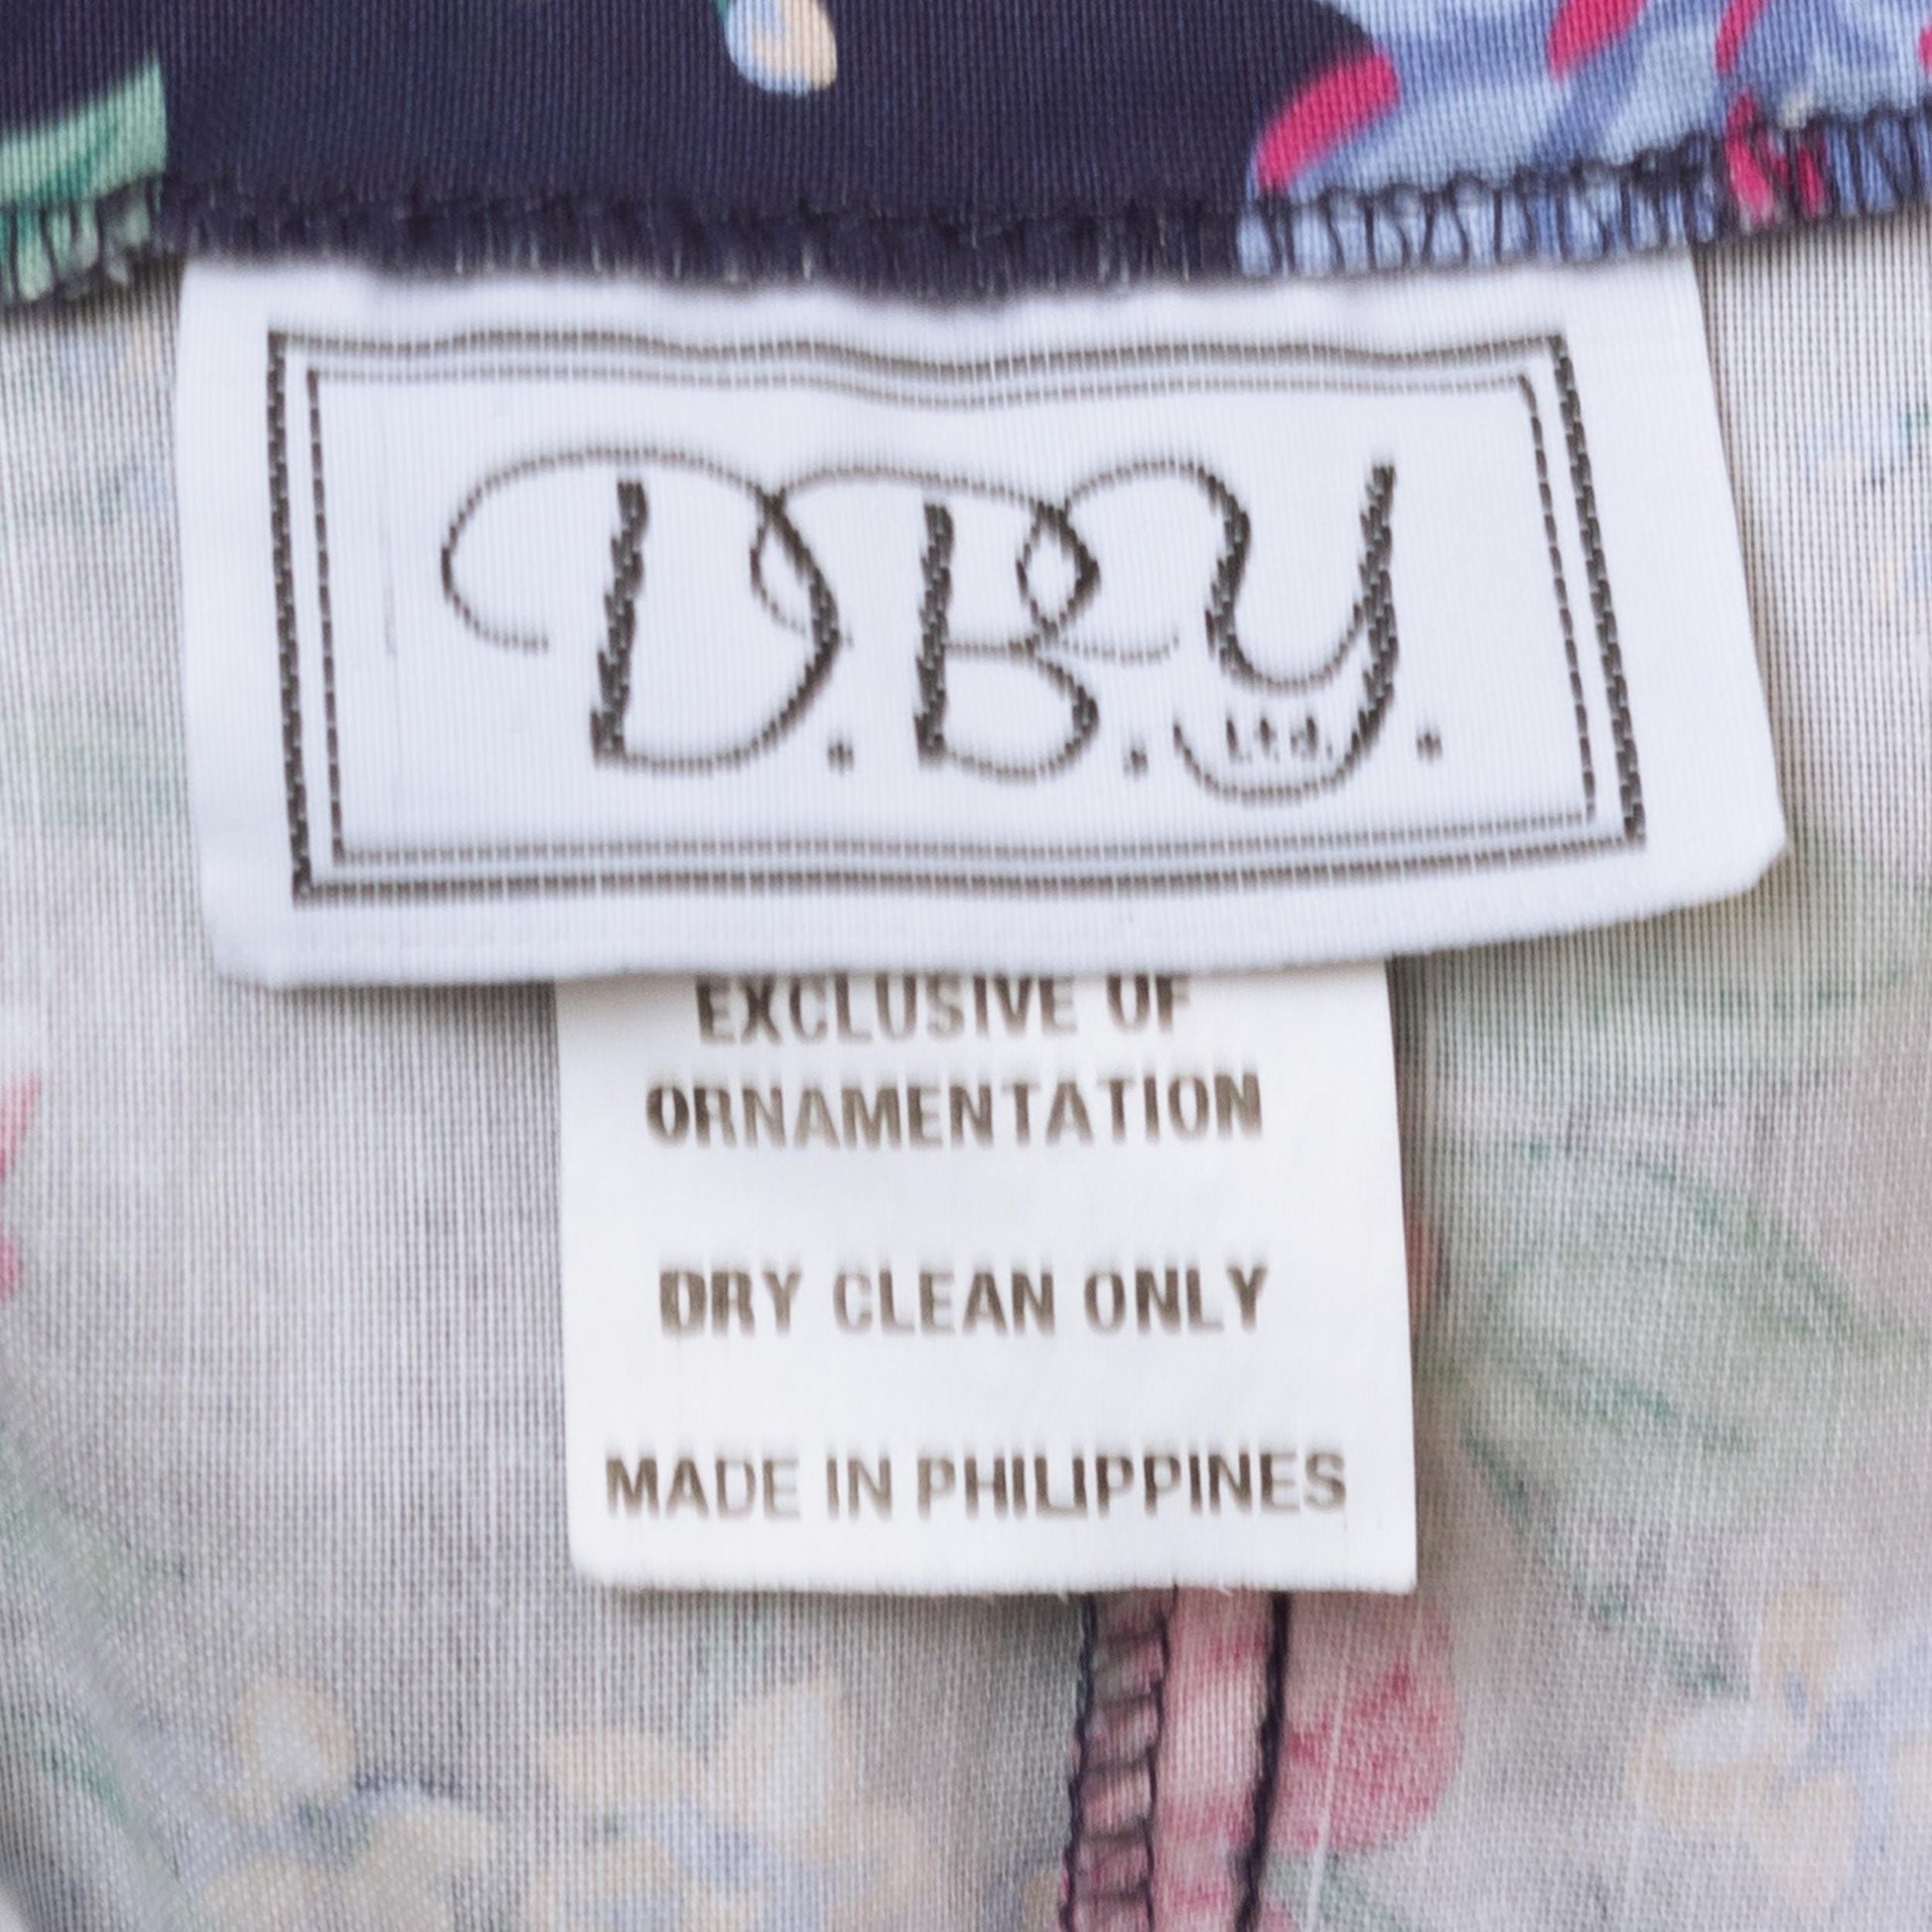 D.B.Y.
Ltd.
EXCLUSIVE OF
ORNAMENTATION
DRY CLEAN ONLY
MADE IN PHILIPPINES